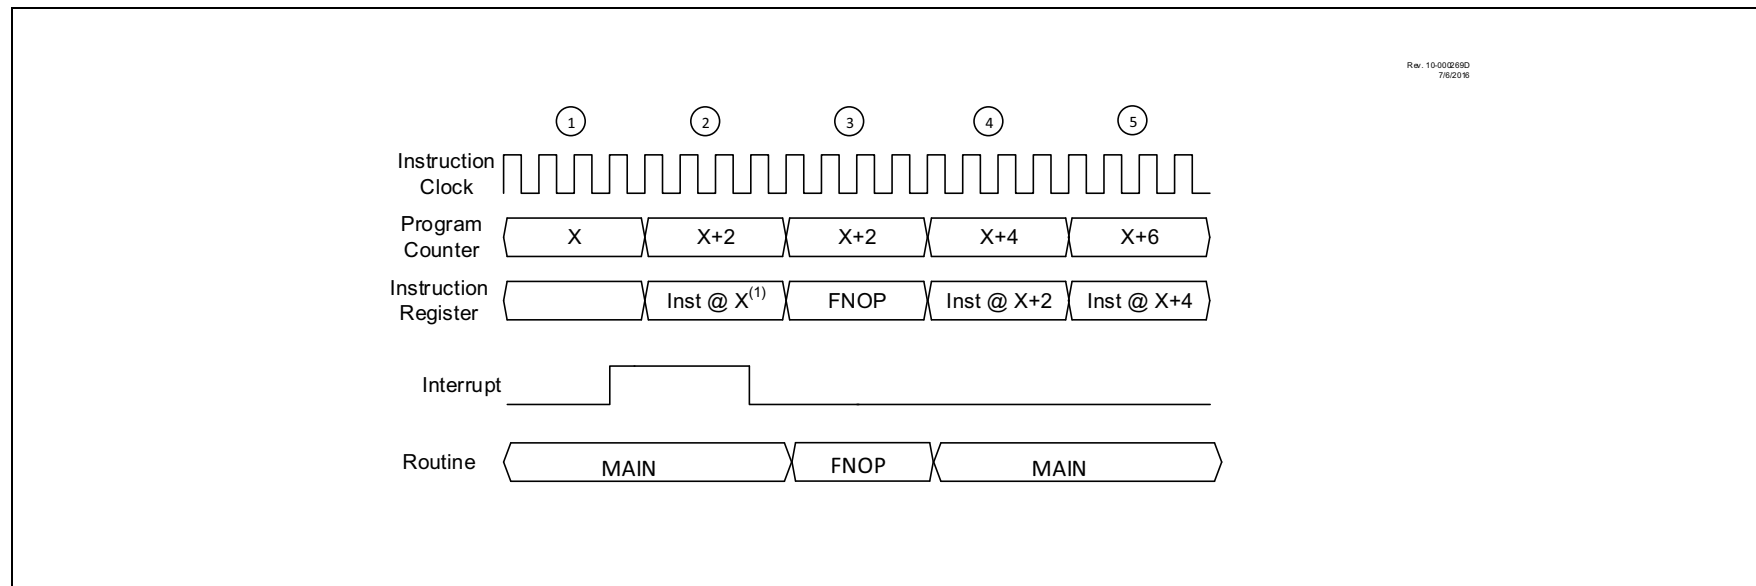 Rev. 10-000269D
7/6/2016
1 2 3 4 5
Instruction
Clock
Program
Counter
X X+2 X+2 X+4 X+6
Instruction
Register
Inst @ X(1) FNOP Inst @ X+2 Inst @ X+4
Interrupt
Routine MAIN FNOP MAIN